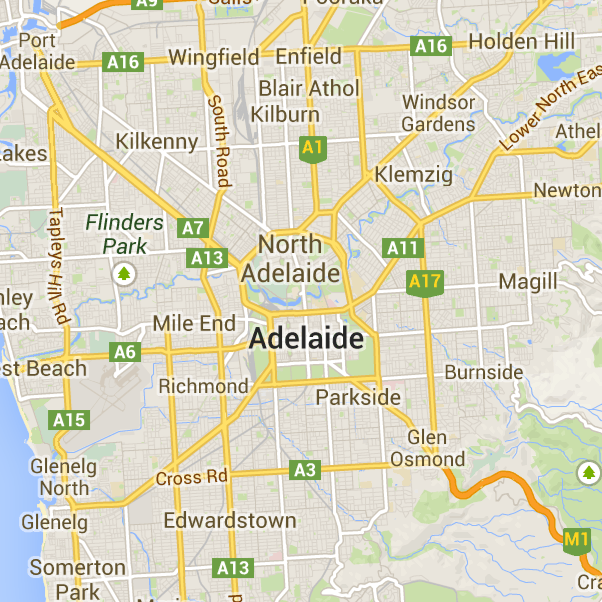 A9
Salis
Pooraka
Port
Adelaide
A16
Wingfield
Enfield
A16
Holden Hill
Blair Athol
Kilburn
Windsor
Gardens
Lower North Eas
South Road
Kilkenny
A1
Athel
Lakes
Klemzig
Newton
Tapleys Hill Rd
Flinders
Park
A7
A13
North
Adelaide
A11
A17
Magill
nley
ach
Mile End
Adelaide
A6
est Beach
Richmond
Burnside
Parkside
A15
Glen
Osmond
Glenelg
North
Cross Rd
A3
Glenelg
Edwardstown
M1
Somerton
Park
A13
Cra